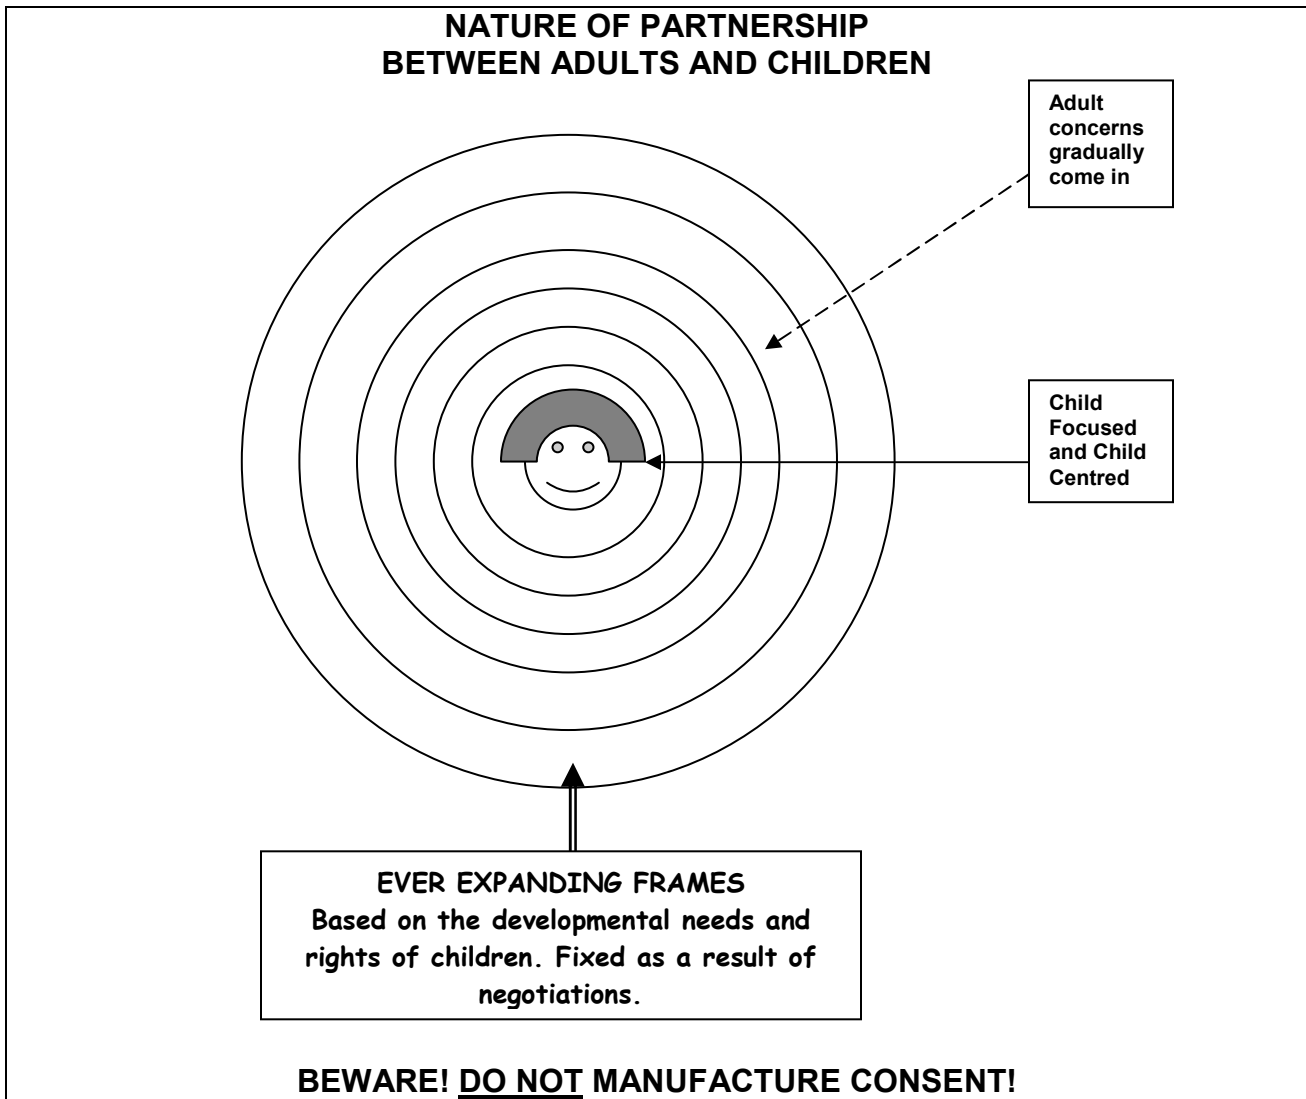 NATURE OF PARTNERSHIP
BETWEEN ADULTS AND CHILDREN
Adult
concerns
gradually
come in
Child
Focused
and Child
Centred
EVER EXPANDING FRAMES
Based on the developmental needs and
rights of children. Fixed as a result of
negotiations.
BEWARE! DO NOT MANUFACTURE CONSENT!